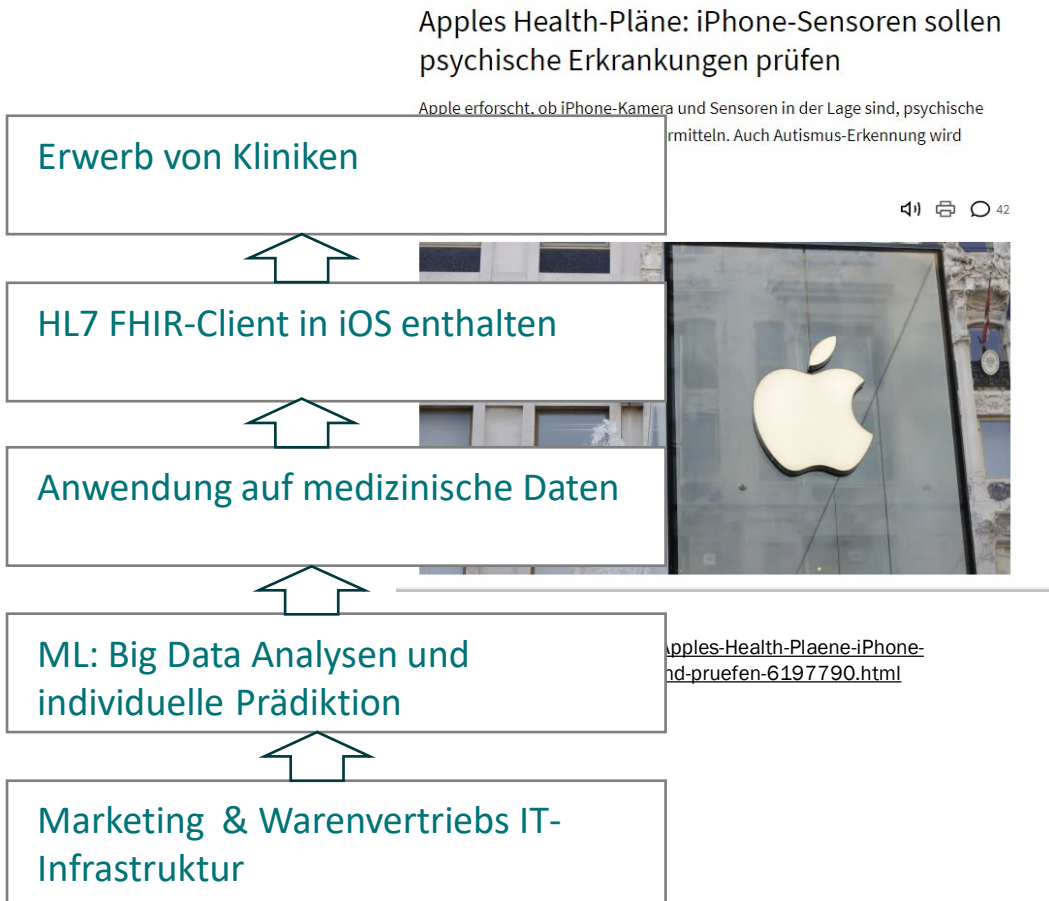 Apples Health-Pläne: iPhone-Sensoren sollen
psychische Erkrankungen prüfen
Apple erforscht, ob iPhone-Kamera und Sensoren in der Lage sind, psychische
ermitteln. Auch Autismus-Erkennung wird
42
Erwerb von Kliniken
HL7 FHIR-Client in iOS enthalten
Anwendung auf medizinische Daten
ML: Big Data Analysen und
individuelle Prädiktion
Apples-Health-Plaene-iPhone-
nd-pruefen-6197790.html
Marketing & Warenvertriebs IT-
Infrastruktur